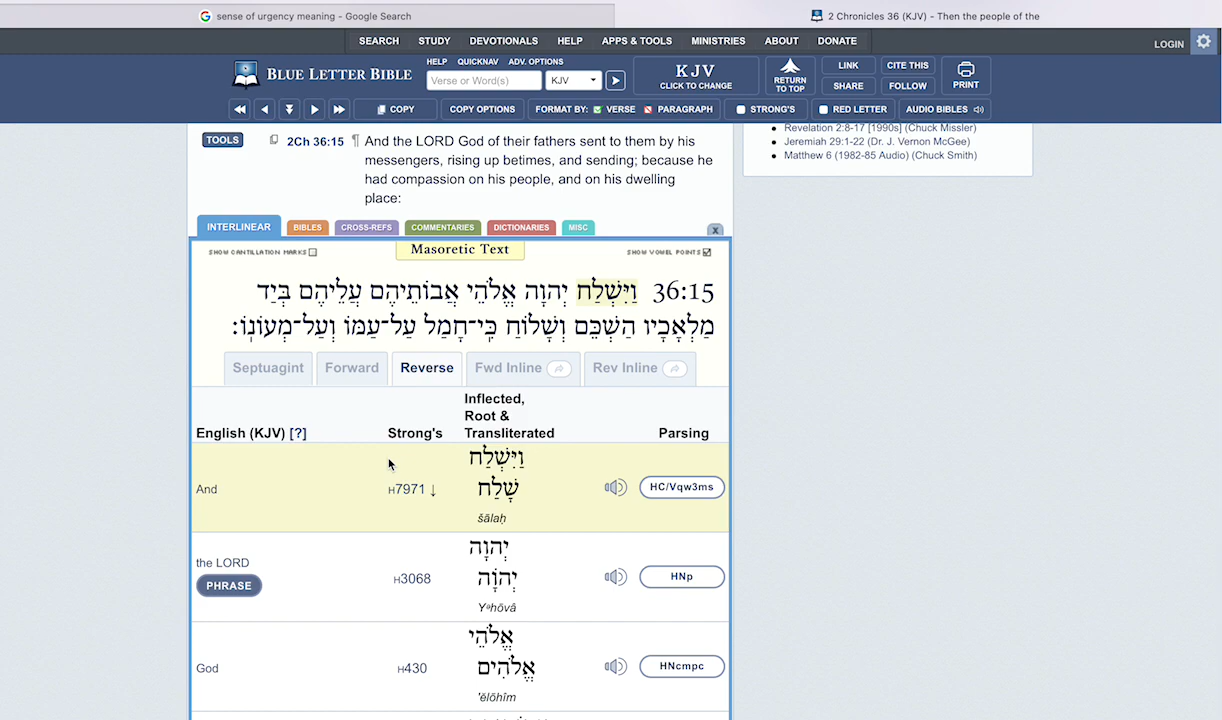 sense of urgency meaning - Google Search
2 Chronicles 36 (KJV) - Then the people of the
SEARCH STUDY DEVOTIONALS HELP APPS & TOOLS MINISTRIES ABOUT DONATE
LOGIN
BLUE LETTER BIBLE
HELP QUICKNAV ADV. OPTIONS
Verse or Word(s) KJV
KJV
CLICK TO CHANGE
RETURN
TO TOP
LINK CITE THIS
SHARE FOLLOW
PRINT
COPY COPY OPTIONS FORMAT BY: VERSE PARAGRAPH STRONG'S RED LETTER AUDIO BIBLES
TOOLS 2Ch 36:15 ¶ And the LORD God of their fathers sent to them by his
messengers, rising up betimes, and sending; because he
had compassion on his people, and on his dwelling
place:
Revelation 2:8-17 [1990s] (Chuck Missler)
Jeremiah 29:1-22 (Dr. J. Vernon McGee)
Matthew 6 (1982-85 Audio) (Chuck Smith)
INTERLINEAR BIBLES CROSS-REFS COMMENTARIES DICTIONARIES MISC x
SHOW CANTILLATION MARKS Masoretic Text SHOW VOWEL POINTS
36:15 וַיִּשְׁלַח יְהוָה אֱלֹהֵי אֲבוֹתֵיהֶם עֲלֵיהֶם בְּיַד
מַלְאָכָיו הַשְׁכֵּם וְשָׁלוֹחַ כִּי־חָמַל עַל־עַמּוֹ וְעַל־מְעוֹנוֹ׃
Septuagint Forward Reverse Fwd Inline Rev Inline
English (KJV) [?] Strong's Inflected,
Root &
Transliterated Parsing
וַיִּשְׁלַח
And H7971 ↓ שָׁלַח HC/Vqw3ms
šālaḥ
יְהוָה
the LORD
PHRASE H3068 יְהֹוָה HNp
Yᵊhōvâ
אֱלֹהֵי
God H430 אֱלֹהִים HNcmpc
'ĕlōhîm